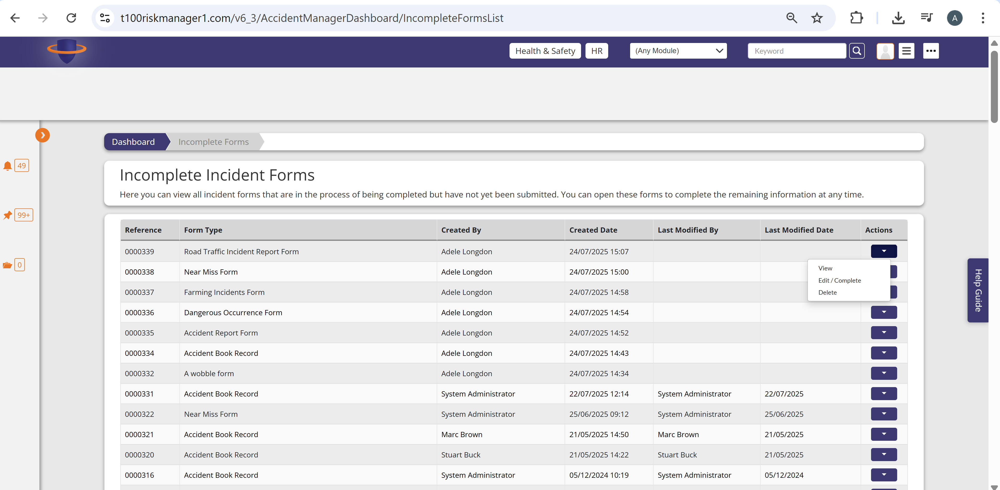 t100riskmanager1.com/v6_3/AccidentManagerDashboard/IncompleteFormsList
A
Health & Safety
HR
(Any Module)
Keyword
49
99+
0
Dashboard
Incomplete Forms
Incomplete Incident Forms
Here you can view all incident forms that are in the process of being completed but have not yet been submitted. You can open these forms to complete the remaining information at any time.
Reference Form Type Created By Created Date Last Modified By Last Modified Date Actions
0000339 Road Traffic Incident Report Form Adele Longdon 24/07/2025 15:07
0000338 Near Miss Form Adele Longdon 24/07/2025 15:00
0000337 Farming Incidents Form Adele Longdon 24/07/2025 14:58
0000336 Dangerous Occurrence Form Adele Longdon 24/07/2025 14:54
0000335 Accident Report Form Adele Longdon 24/07/2025 14:52
0000334 Accident Book Record Adele Longdon 24/07/2025 14:43
0000332 A wobble form Adele Longdon 24/07/2025 14:34
0000331 Accident Book Record System Administrator 22/07/2025 12:14 System Administrator 22/07/2025
0000322 Near Miss Form System Administrator 25/06/2025 09:12 System Administrator 25/06/2025
0000321 Accident Book Record Marc Brown 21/05/2025 14:50 Marc Brown 21/05/2025
0000320 Accident Book Record Stuart Buck 21/05/2025 14:22 Stuart Buck 21/05/2025
0000316 Accident Book Record System Administrator 05/12/2024 10:19 System Administrator 05/12/2024
View
Edit / Complete
Delete
Help Guide